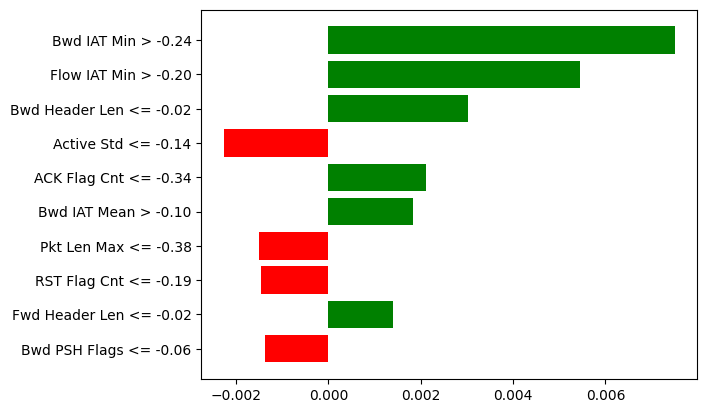 Bwd IAT Min > -0.24
Flow IAT Min > -0.20
Bwd Header Len <= -0.02
Active Std <= -0.14
ACK Flag Cnt <= -0.34
Bwd IAT Mean > -0.10
Pkt Len Max <= -0.38
RST Flag Cnt <= -0.19
Fwd Header Len <= -0.02
Bwd PSH Flags <= -0.06
−0.002 0.000 0.002 0.004 0.006